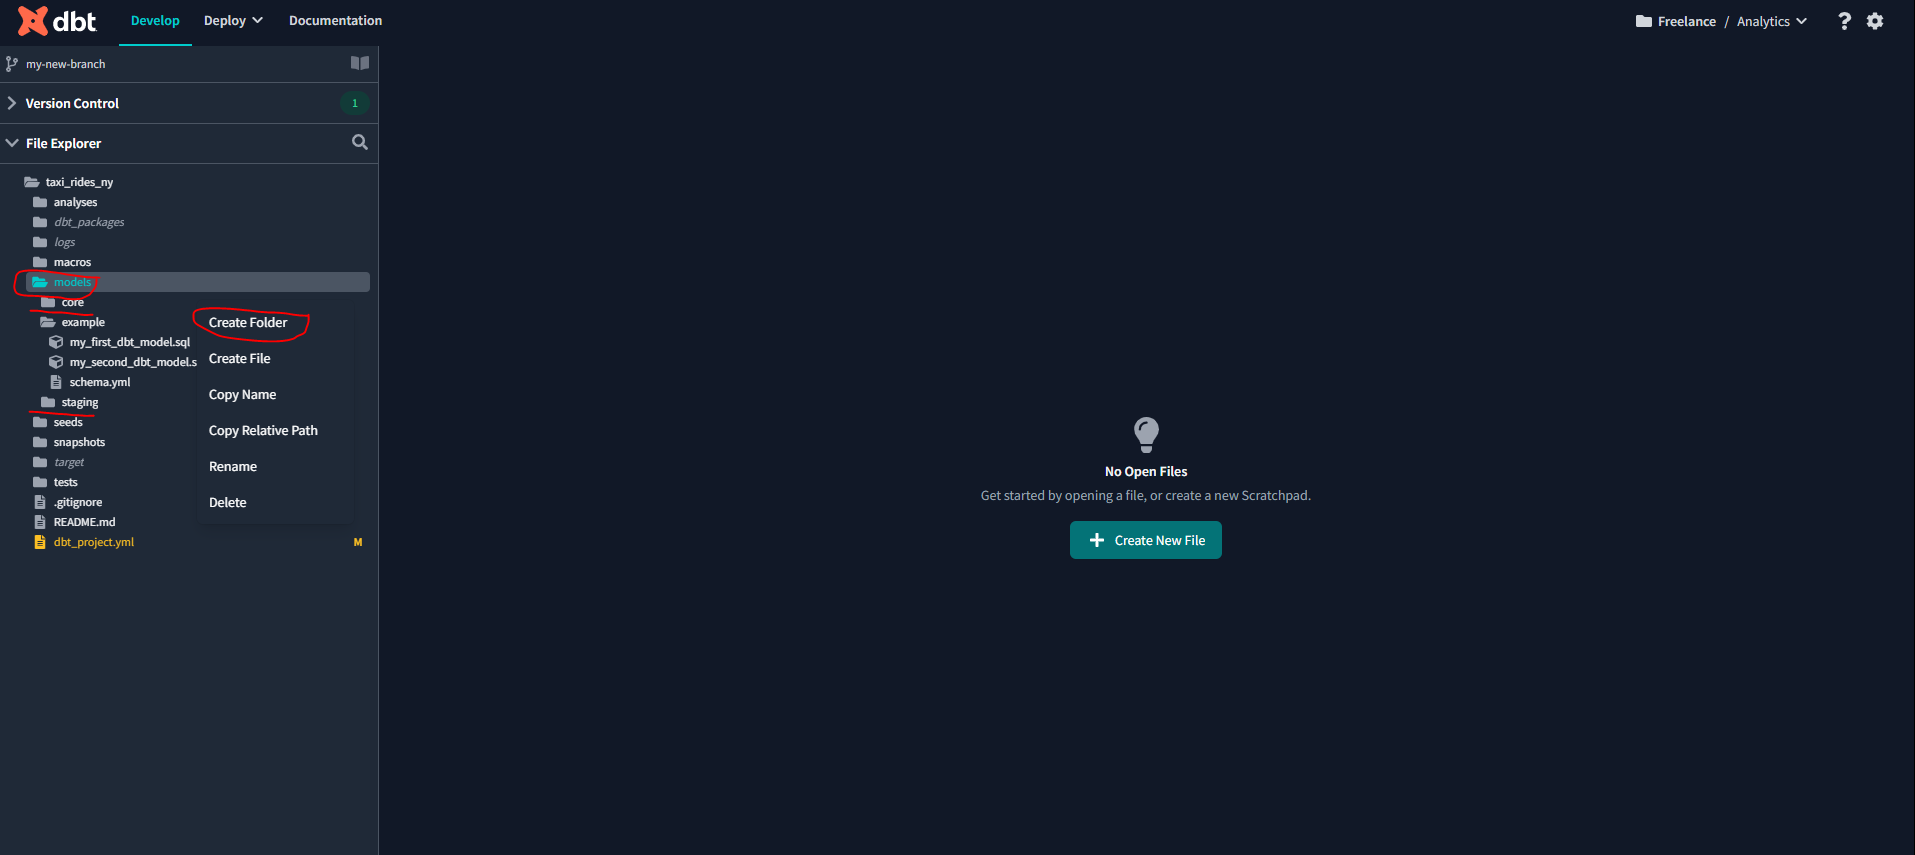 dbt Develop Deploy Documentation Freelance / Analytics ?
my-new-branch
Version Control 1
File Explorer
taxi_rides_ny
analyses
dbt_packages
logs
macros
models
core
example
my_first_dbt_model.sql
my_second_dbt_model.s
schema.yml
staging
seeds
snapshots
target
tests
.gitignore
README.md
dbt_project.yml M
Create Folder
Create File
Copy Name
Copy Relative Path
Rename
Delete
No Open Files
Get started by opening a file, or create a new Scratchpad.
Create New File